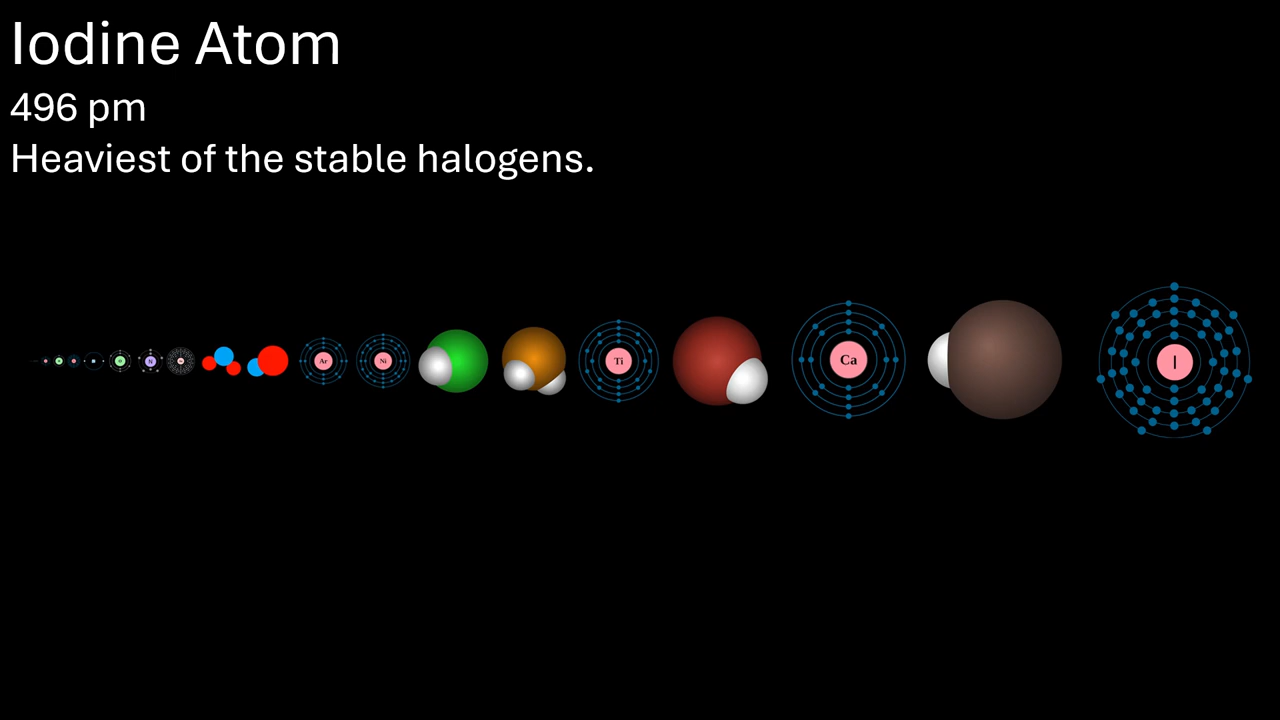 Iodine Atom
496 pm
Heaviest of the stable halogens.
Ar
Ni
Ti
Ca
I